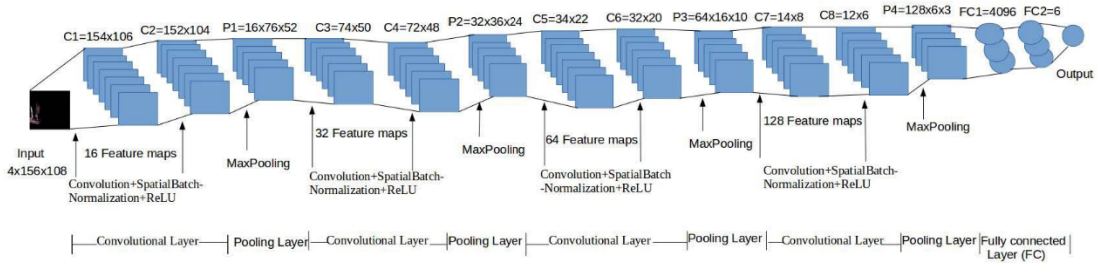 C1=154x106
C2=152x104
P1=16x76x52
C3=74x50
C4=72x48
P2=32x36x24
C5=34x22
C6=32x20
P3=64x16x10
C7=14x8
C8=12x6
P4=128x6x3
FC1=4096
FC2=6
Output
Input
4x156x108
16 Feature maps
MaxPooling
32 Feature maps
MaxPooling
64 Feature maps
MaxPooling
128 Feature maps
MaxPooling
Convolution+SpatialBatch-
Normalization+ReLU
Convolution+SpatialBatch-
Normalization+ReLU
Convolution+SpatialBatch
-Normalization+ReLU
Convolution+SpatialBatch-
Normalization+ReLU
Convolutional Layer
Pooling Layer
Convolutional Layer
Pooling Layer
Convolutional Layer
Pooling Layer
Convolutional Layer
Pooling Layer
Fully connected
Layer (FC)